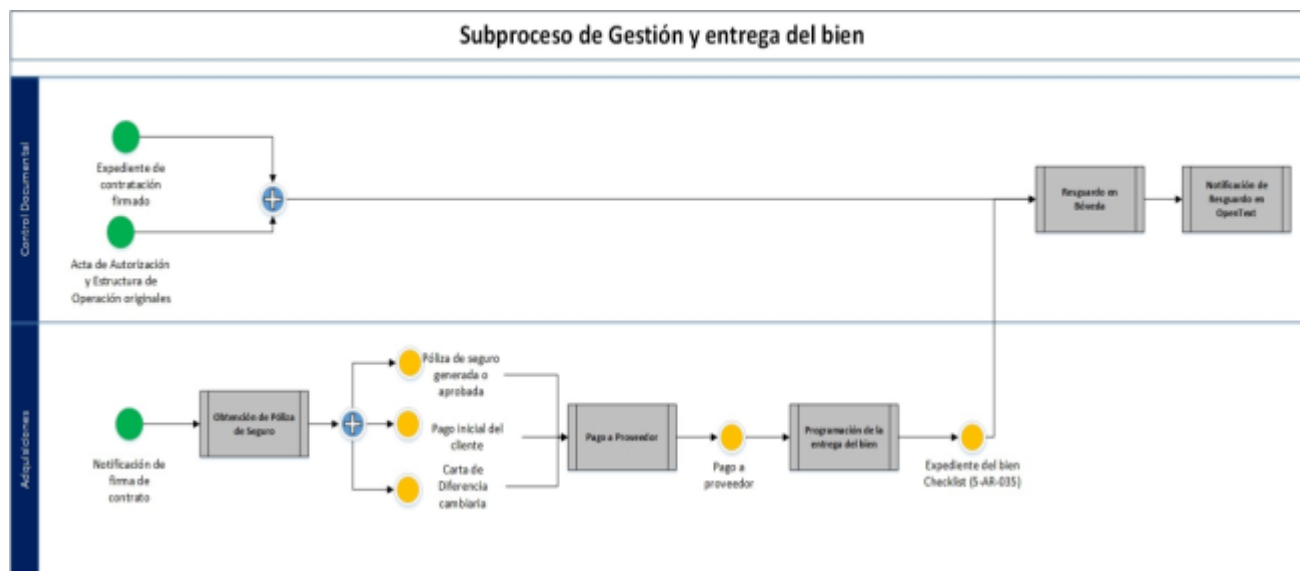 Subproceso de Gestión y entrega del bien
Control Documental
Expediente de
contratación
firmado
Acta de Autorización
y Estructura de
Operación originales
Resguardo en
Bóveda
Notificación de
Resguardo en
OpenText
Adquisiciones
Notificación de
firma de
contrato
Obtención de Póliza
de Seguro
Póliza de seguro
generada o
aprobada
Pago inicial del
cliente
Carta de
Diferencia
cambiaria
Pago a Proveedor
Pago a
proveedor
Programación de la
entrega del bien
Expediente del bien
Checklist (S-AR-035)